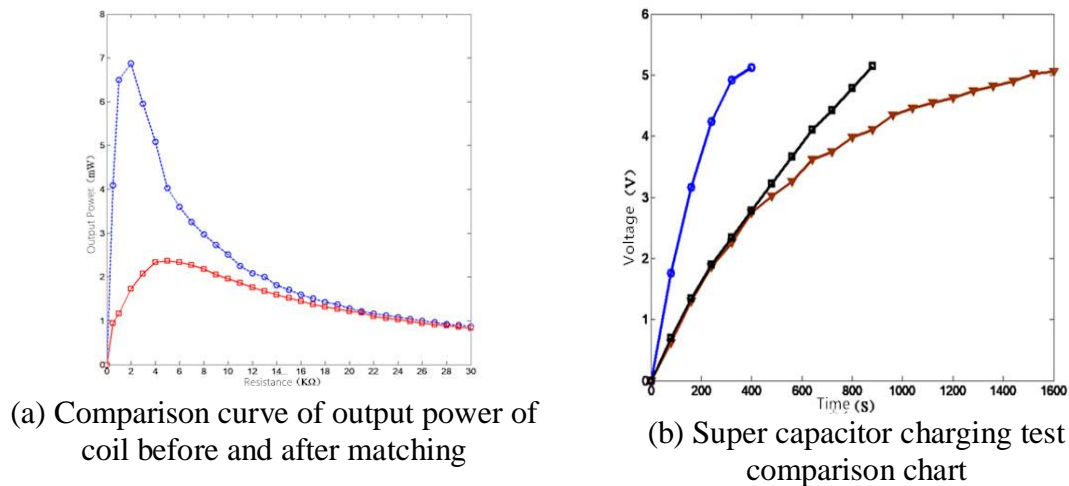 8
7
6
5
4
3
2
1
0
Output Power (mW)
0 2 4 6 8 10 12 14 16 18 20 22 24 26 28 30
Resistance (KΩ)
(a) Comparison curve of output power of
coil before and after matching
6
5
4
3
2
1
0
Voltage (V)
0 200 400 600 800 1000 1200 1400 1600
Time (S)
(b) Super capacitor charging test
comparison chart